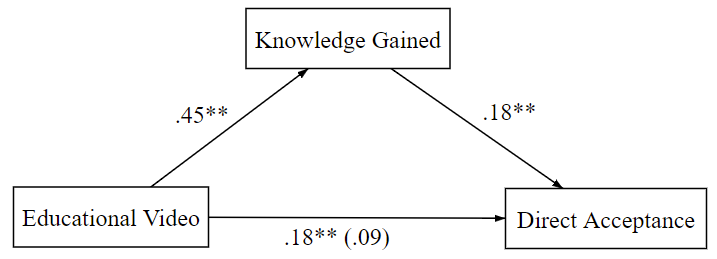 Knowledge Gained
.45**
.18**
Educational Video
Direct Acceptance
.18** (.09)